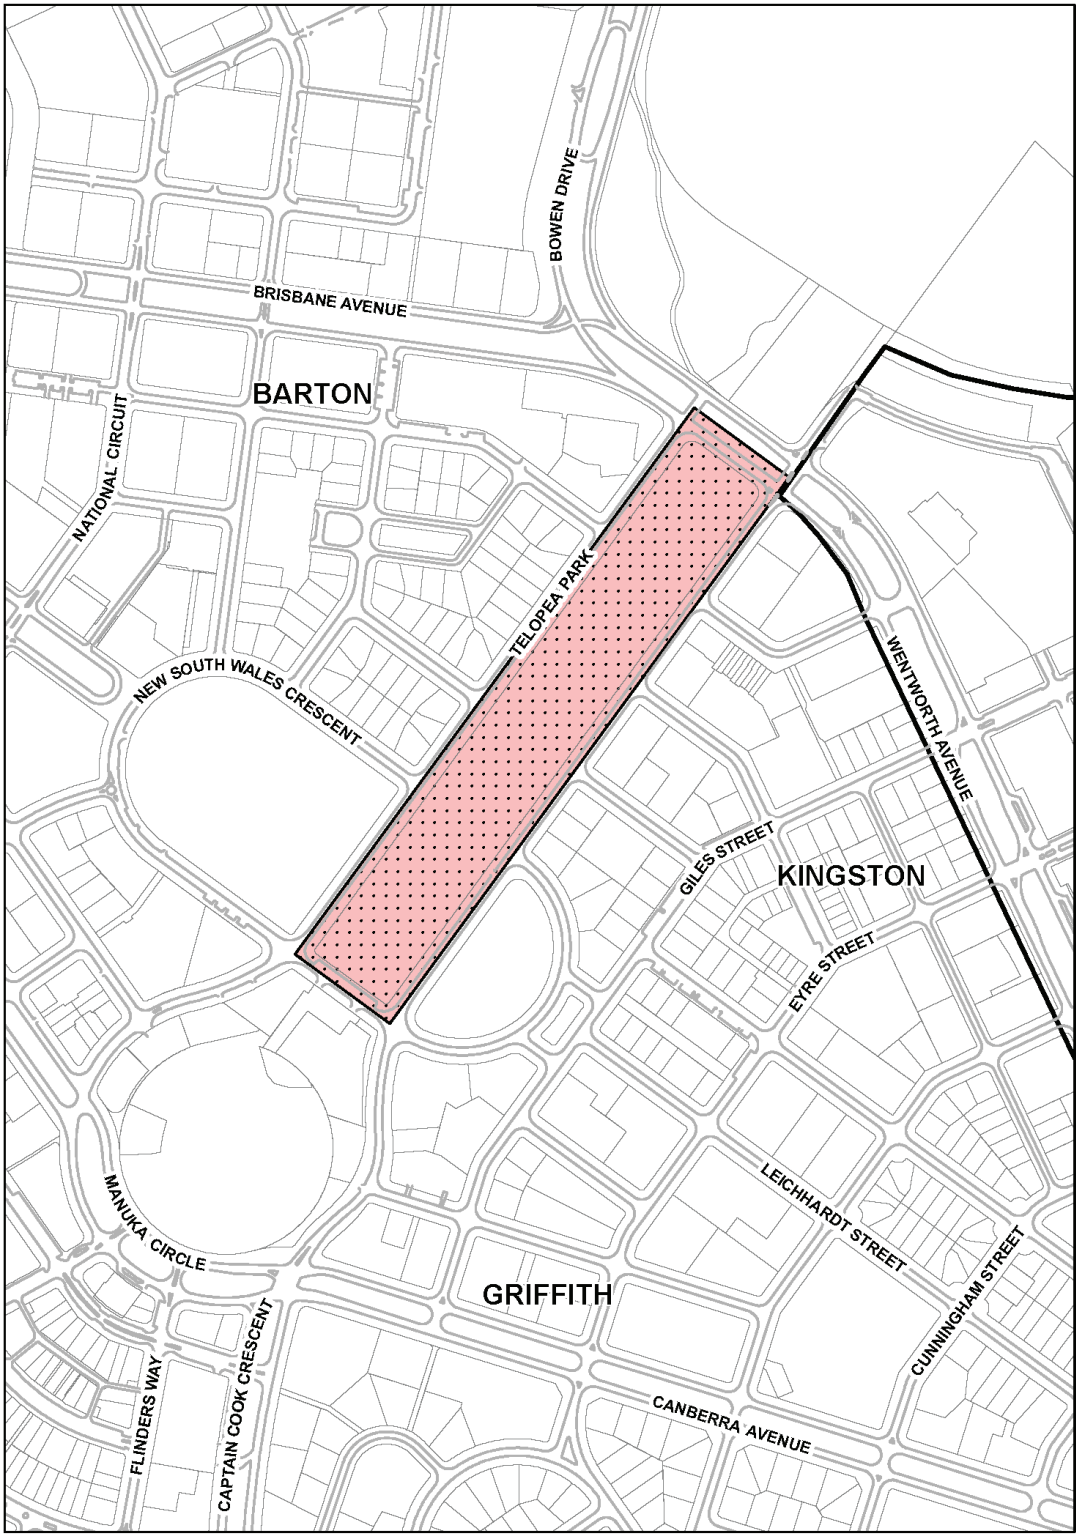 BOWEN DRIVE
BRISBANE AVENUE
BARTON
NATIONAL CIRCUIT
TELOPEA PARK
NEW SOUTH WALES CRESCENT
WENTWORTH AVENUE
GILES STREET
KINGSTON
EYRE STREET
LEICHHARDT STREET
MANUKA CIRCLE
CUNNINGHAM STREET
GRIFFITH
FLINDERS WAY
CAPTAIN COOK CRESCENT
CANBERRA AVENUE